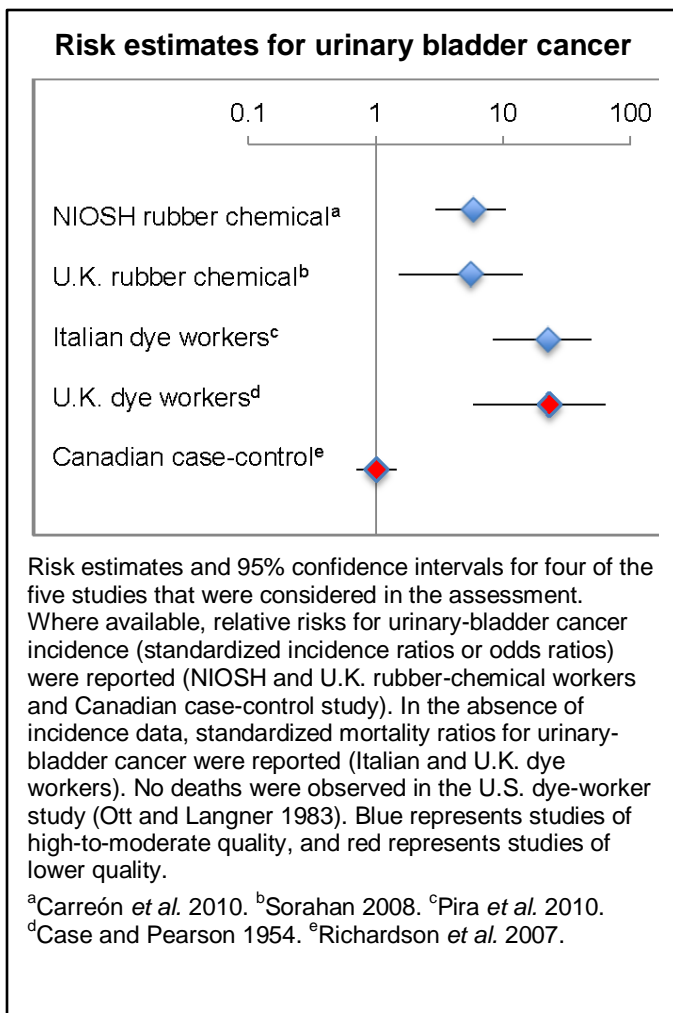 Risk estimates for urinary bladder cancer
0.1 1 10 100
NIOSH rubber chemicalᵃ
U.K. rubber chemicalᵇ
Italian dye workersᶜ
U.K. dye workersᵈ
Canadian case-controlᵉ
Risk estimates and 95% confidence intervals for four of the
five studies that were considered in the assessment.
Where available, relative risks for urinary-bladder cancer
incidence (standardized incidence ratios or odds ratios)
were reported (NIOSH and U.K. rubber-chemical workers
and Canadian case-control study). In the absence of
incidence data, standardized mortality ratios for urinary-
bladder cancer were reported (Italian and U.K. dye
workers). No deaths were observed in the U.S. dye-worker
study (Ott and Langner 1983). Blue represents studies of
high-to-moderate quality, and red represents studies of
lower quality.
ᵃCarreón et al. 2010. ᵇSorahan 2008. ᶜPira et al. 2010.
ᵈCase and Pearson 1954. ᵉRichardson et al. 2007.